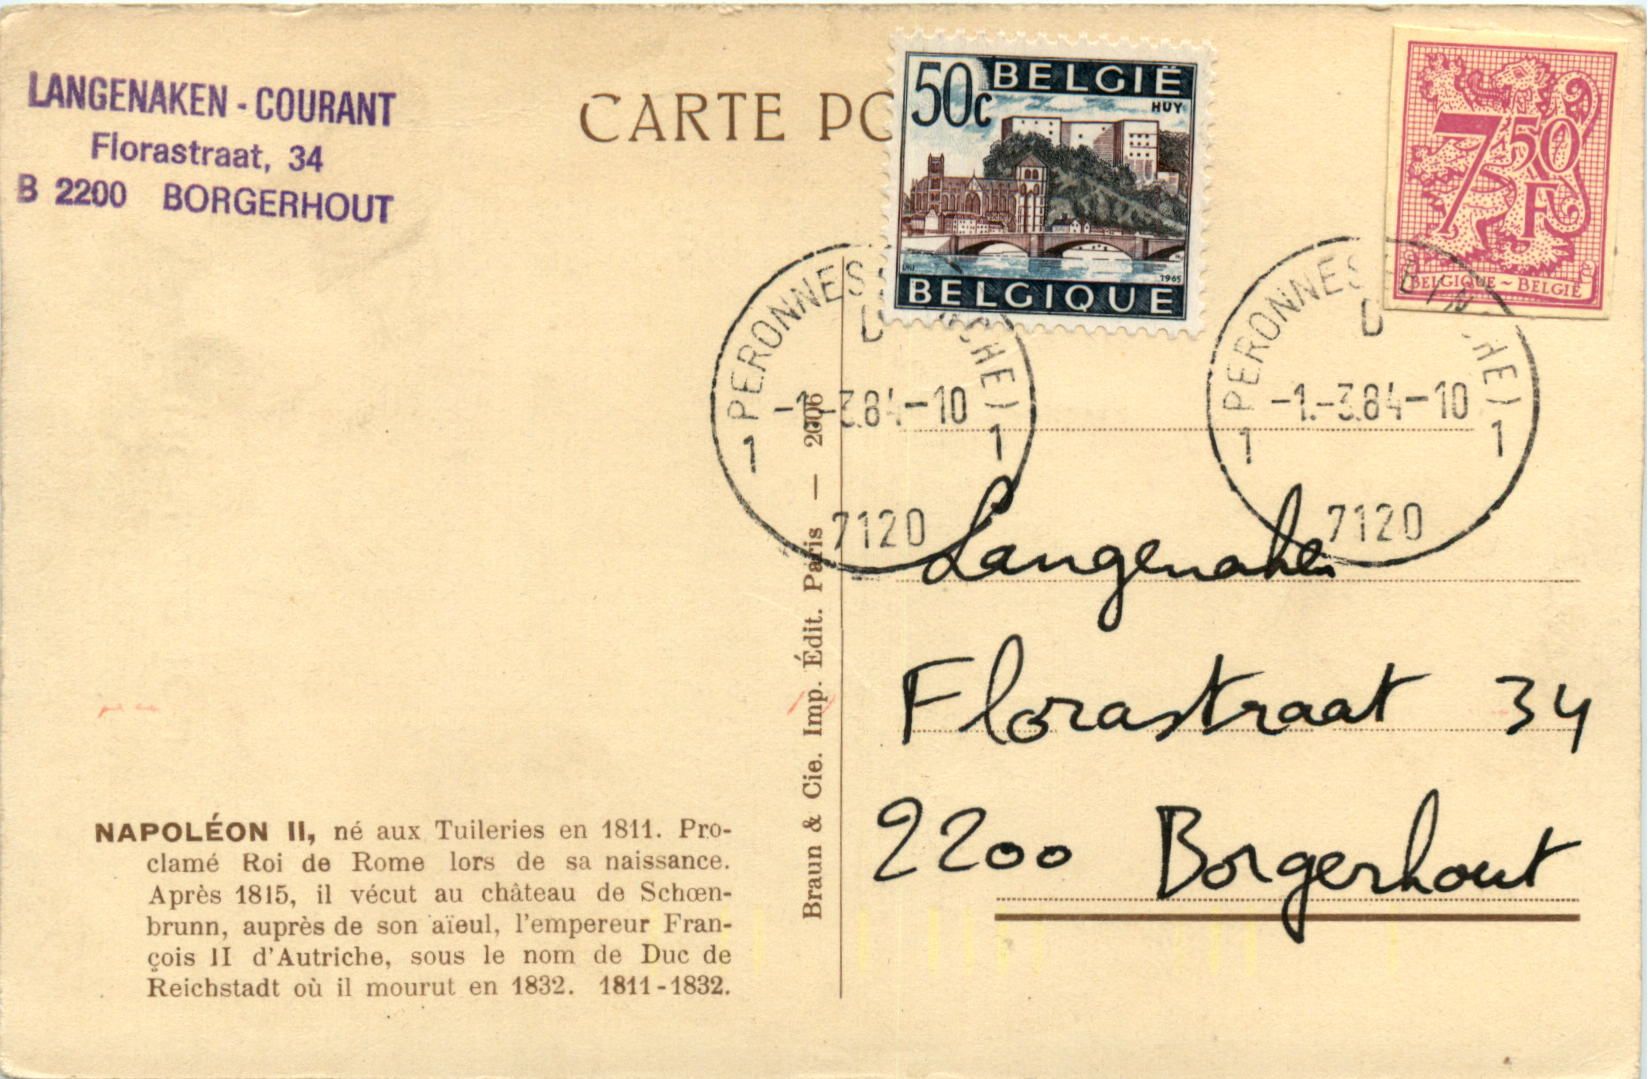 LANGENAKEN - COURANT
Florastraat, 34
B 2200 BORGERHOUT
CARTE PO
50c BELGIË
HUY
1965
BELGIQUE
7,50 F
BELGIQUE ~ BELGIË
PERONNES CHE)
D
-1.-3.84-10
1 1
7120
PERONNES-(BINCHE)
D
-1.-3.84-10
1 1
7120
Langenaken
Florastraat 34
2200 Borgerhout
Braun & Cie. Imp. Édit. Paris — 2006
NAPOLÉON II, né aux Tuileries en 1811. Pro-
clamé Roi de Rome lors de sa naissance.
Après 1815, il vécut au château de Schœn-
brunn, auprès de son aïeul, l'empereur Fran-
çois II d'Autriche, sous le nom de Duc de
Reichstadt où il mourut en 1832. 1811-1832.